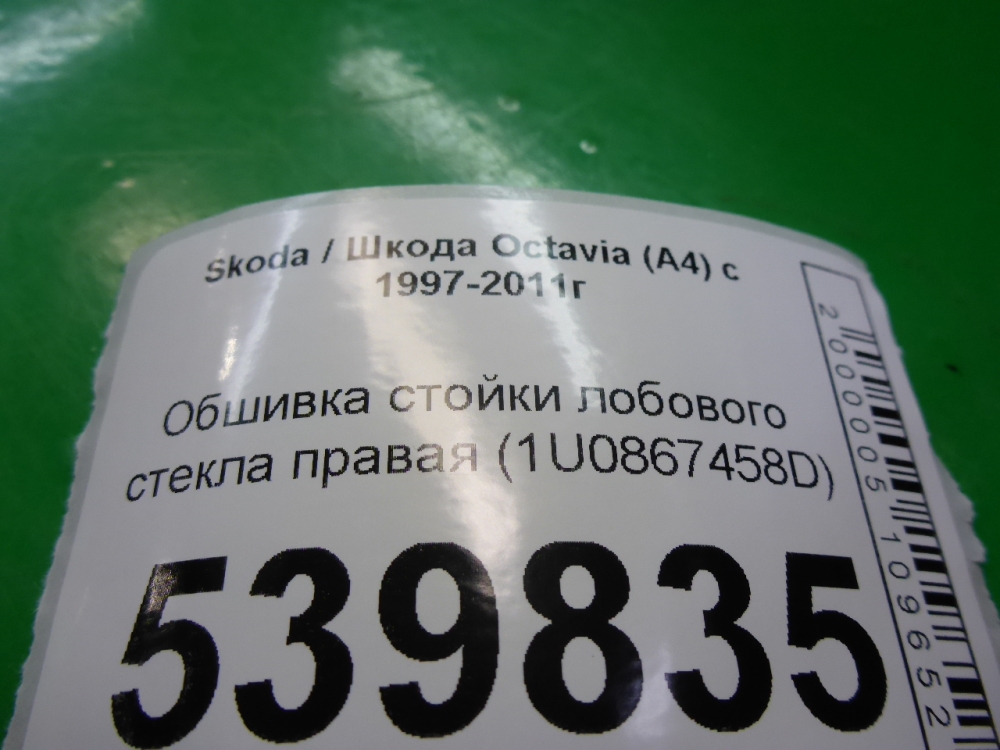 Skoda / Шкода Octavia (A4) с
1997-2011г
Обшивка стойки лобового
стекла правая (1U0867458D)
539835
2000005109652